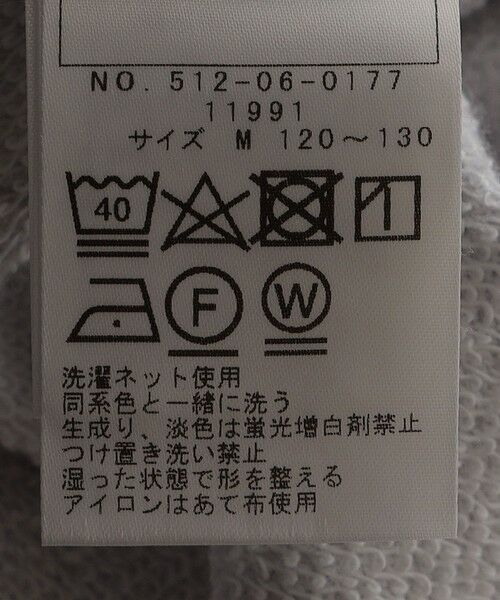 NO. 512-06-0177
11991
サイズ M 120～130
40
F W
洗濯ネット使用
同系色と一緒に洗う
生成り、淡色は蛍光増白剤禁止
つけ置き洗い禁止
湿った状態で形を整える
アイロンはあて布使用